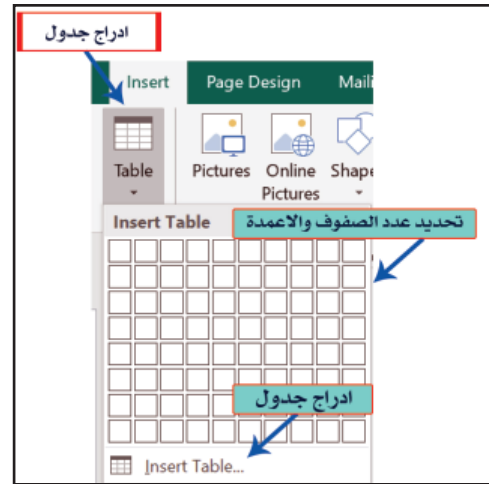 ادراج جدول
Insert Page Design Maili
Table Pictures Online Pictures Shape
Insert Table
تحديد عدد الصفوف والاعمدة
ادراج جدول
Insert Table...